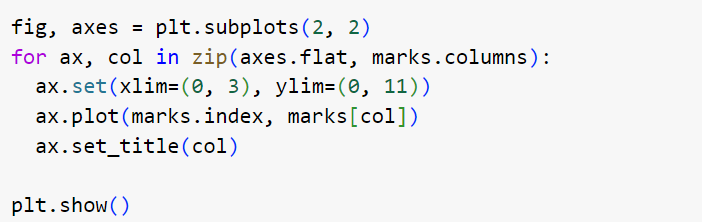 fig, axes = plt.subplots(2, 2)
for ax, col in zip(axes.flat, marks.columns):
  ax.set(xlim=(0, 3), ylim=(0, 11))
  ax.plot(marks.index, marks[col])
  ax.set_title(col)

plt.show()